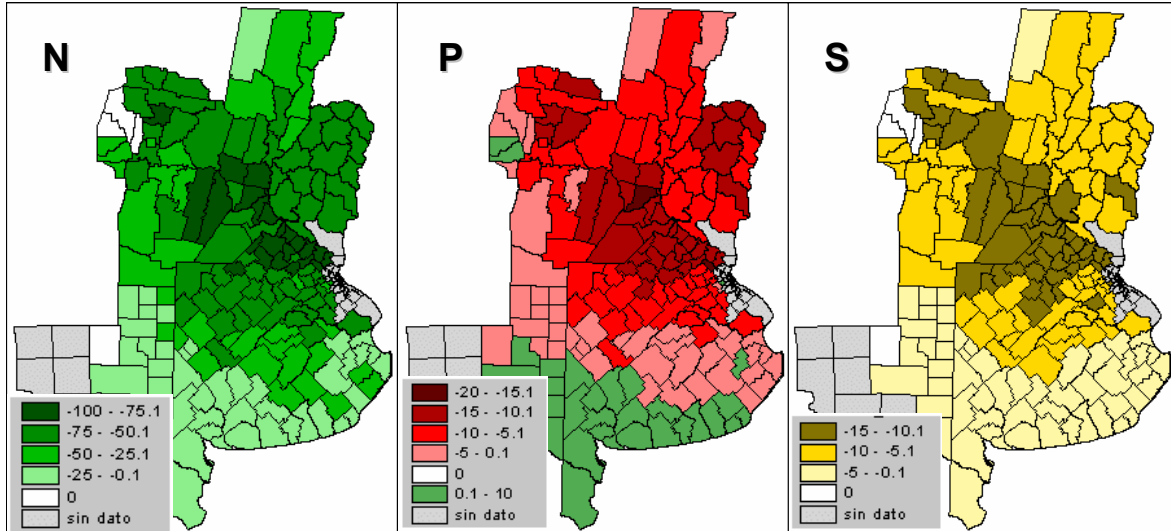 N
-100 - -75.1
-75 - -50.1
-50 - -25.1
-25 - -0.1
0
sin dato
P
-20 - -15.1
-15 - -10.1
-10 - -5.1
-5 - 0.1
0
0.1 - 10
sin dato
S
-15 - -10.1
-10 - -5.1
-5 - -0.1
0
sin dato